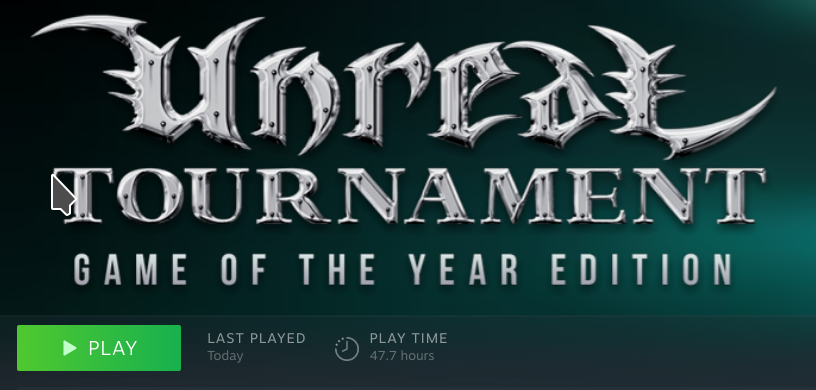 Unreal
TOURNAMENT
GAME OF THE YEAR EDITION
PLAY
LAST PLAYED
Today
PLAY TIME
47.7 hours